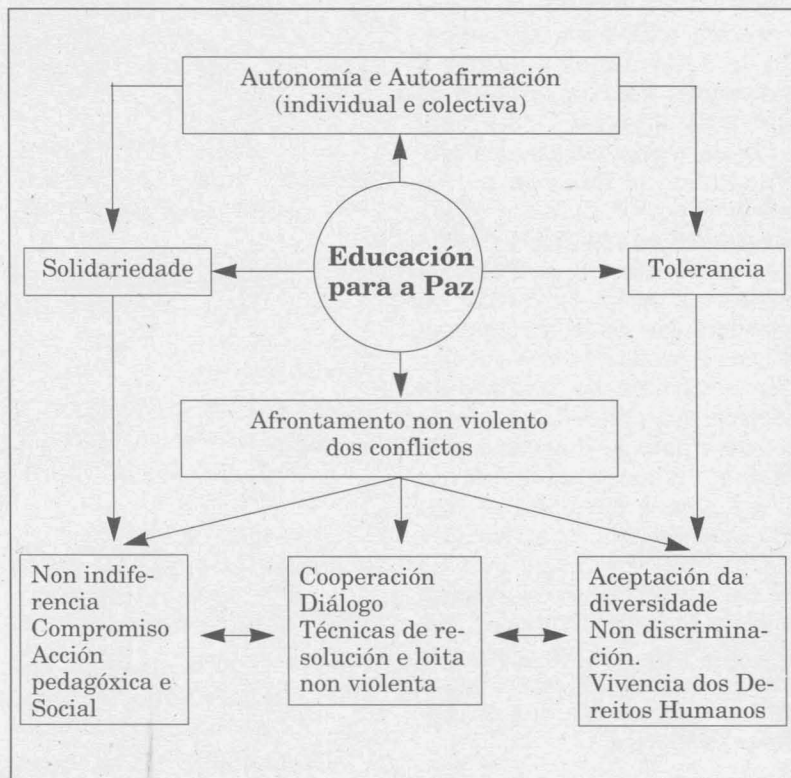 Autonomía e Autoafirmación
(individual e colectiva)
Solidariedade
Educación
para a Paz
Tolerancia
Afrontamento non violento
dos conflictos
Non indife-
rencia
Compromiso
Acción
pedagóxica e
Social
Cooperación
Diálogo
Técnicas de re-
solución e loita
non violenta
Aceptación da
diversidade
Non discrimina-
ción.
Vivencia dos De-
reitos Humanos